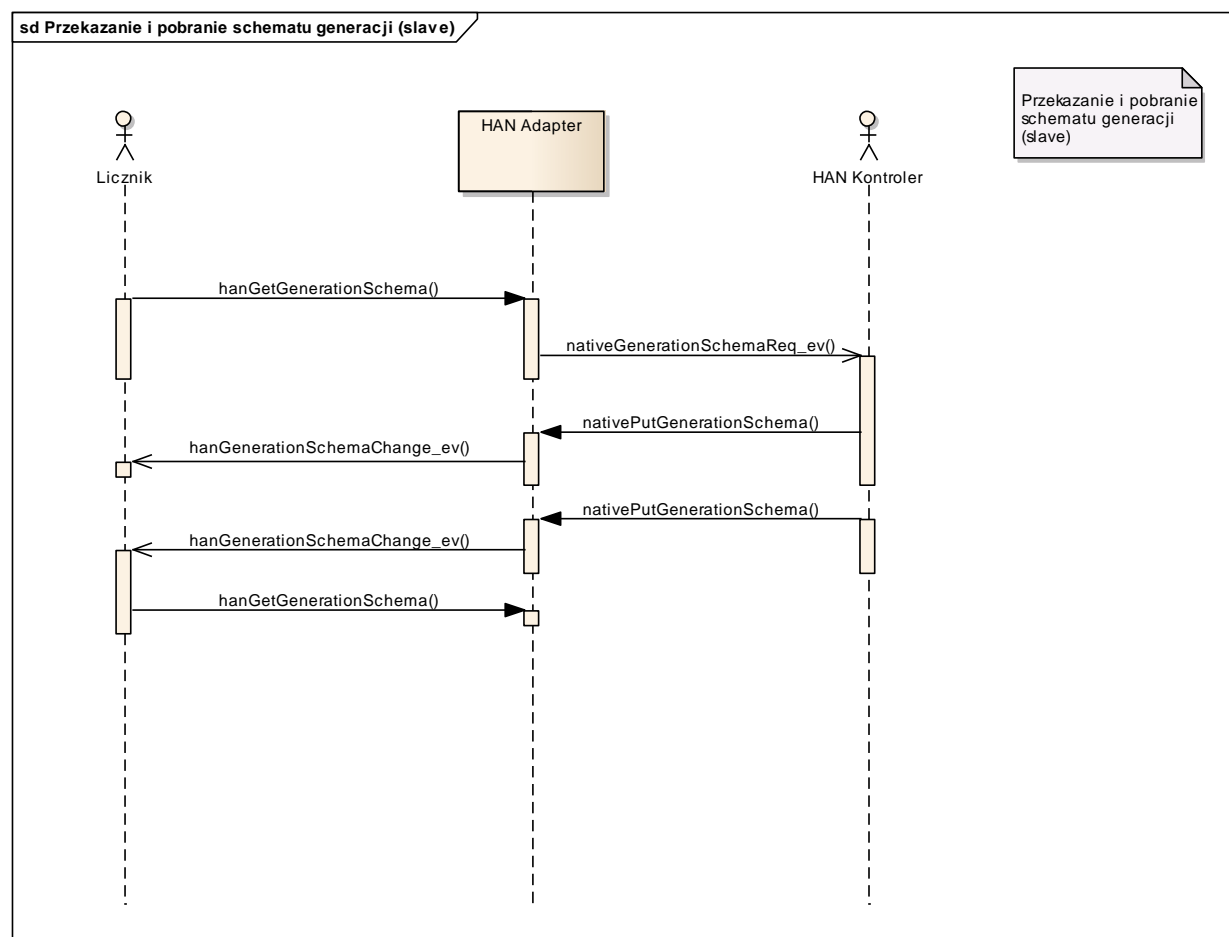 sd Przekazanie i pobranie schematu generacji (slave)
Przekazanie i pobranie
schematu generacji
(slave)
HAN Adapter
Licznik
HAN Kontroler
hanGetGenerationSchema()
nativeGenerationSchemaReq_ev()
nativePutGenerationSchema()
hanGenerationSchemaChange_ev()
nativePutGenerationSchema()
hanGenerationSchemaChange_ev()
hanGetGenerationSchema()